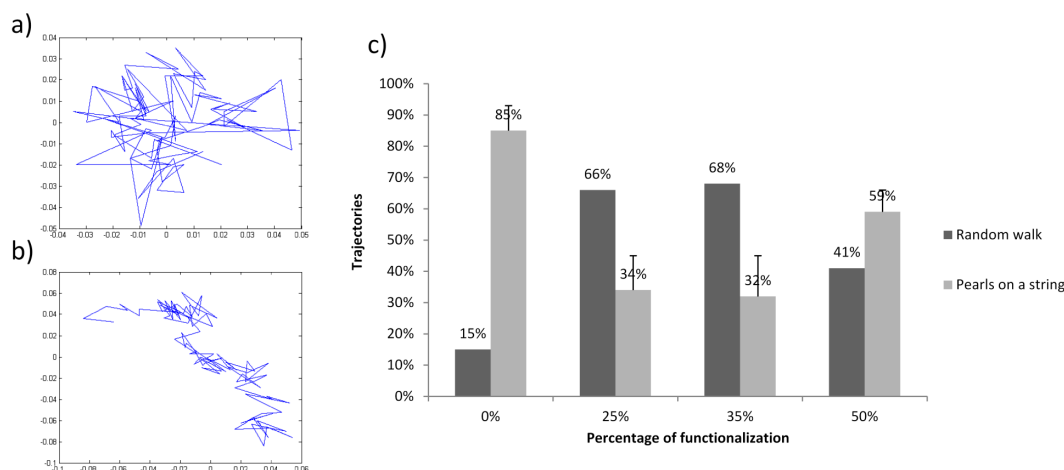 a)
0.04
0.03
0.02
0.01
0
-0.01
-0.02
-0.03
-0.04
-0.05
-0.04 -0.03 -0.02 -0.01 0 0.01 0.02 0.03 0.04 0.05
b)
0.08
0.06
0.04
0.02
0
-0.02
-0.04
-0.06
-0.08
-0.1
-0.08 -0.06 -0.04 -0.02 0 0.02 0.04 0.06
c)
Trajectories
100%
90%
80%
70%
60%
50%
40%
30%
20%
10%
0%
15% 85% 66% 34% 68% 32% 41% 59%
0% 25% 35% 50%
Percentage of functionalization
Random walk
Pearls on a string